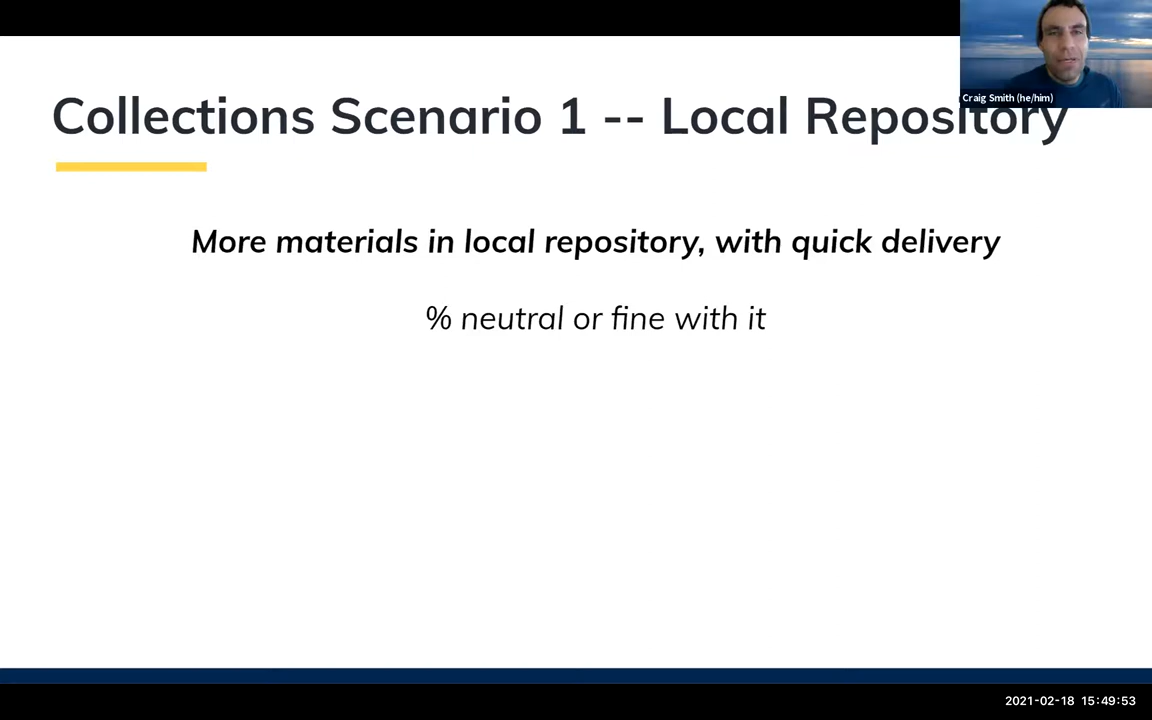 Craig Smith (he/him)
Collections Scenario 1 -- Local Repository
More materials in local repository, with quick delivery
% neutral or fine with it
2021-02-18 15:49:53